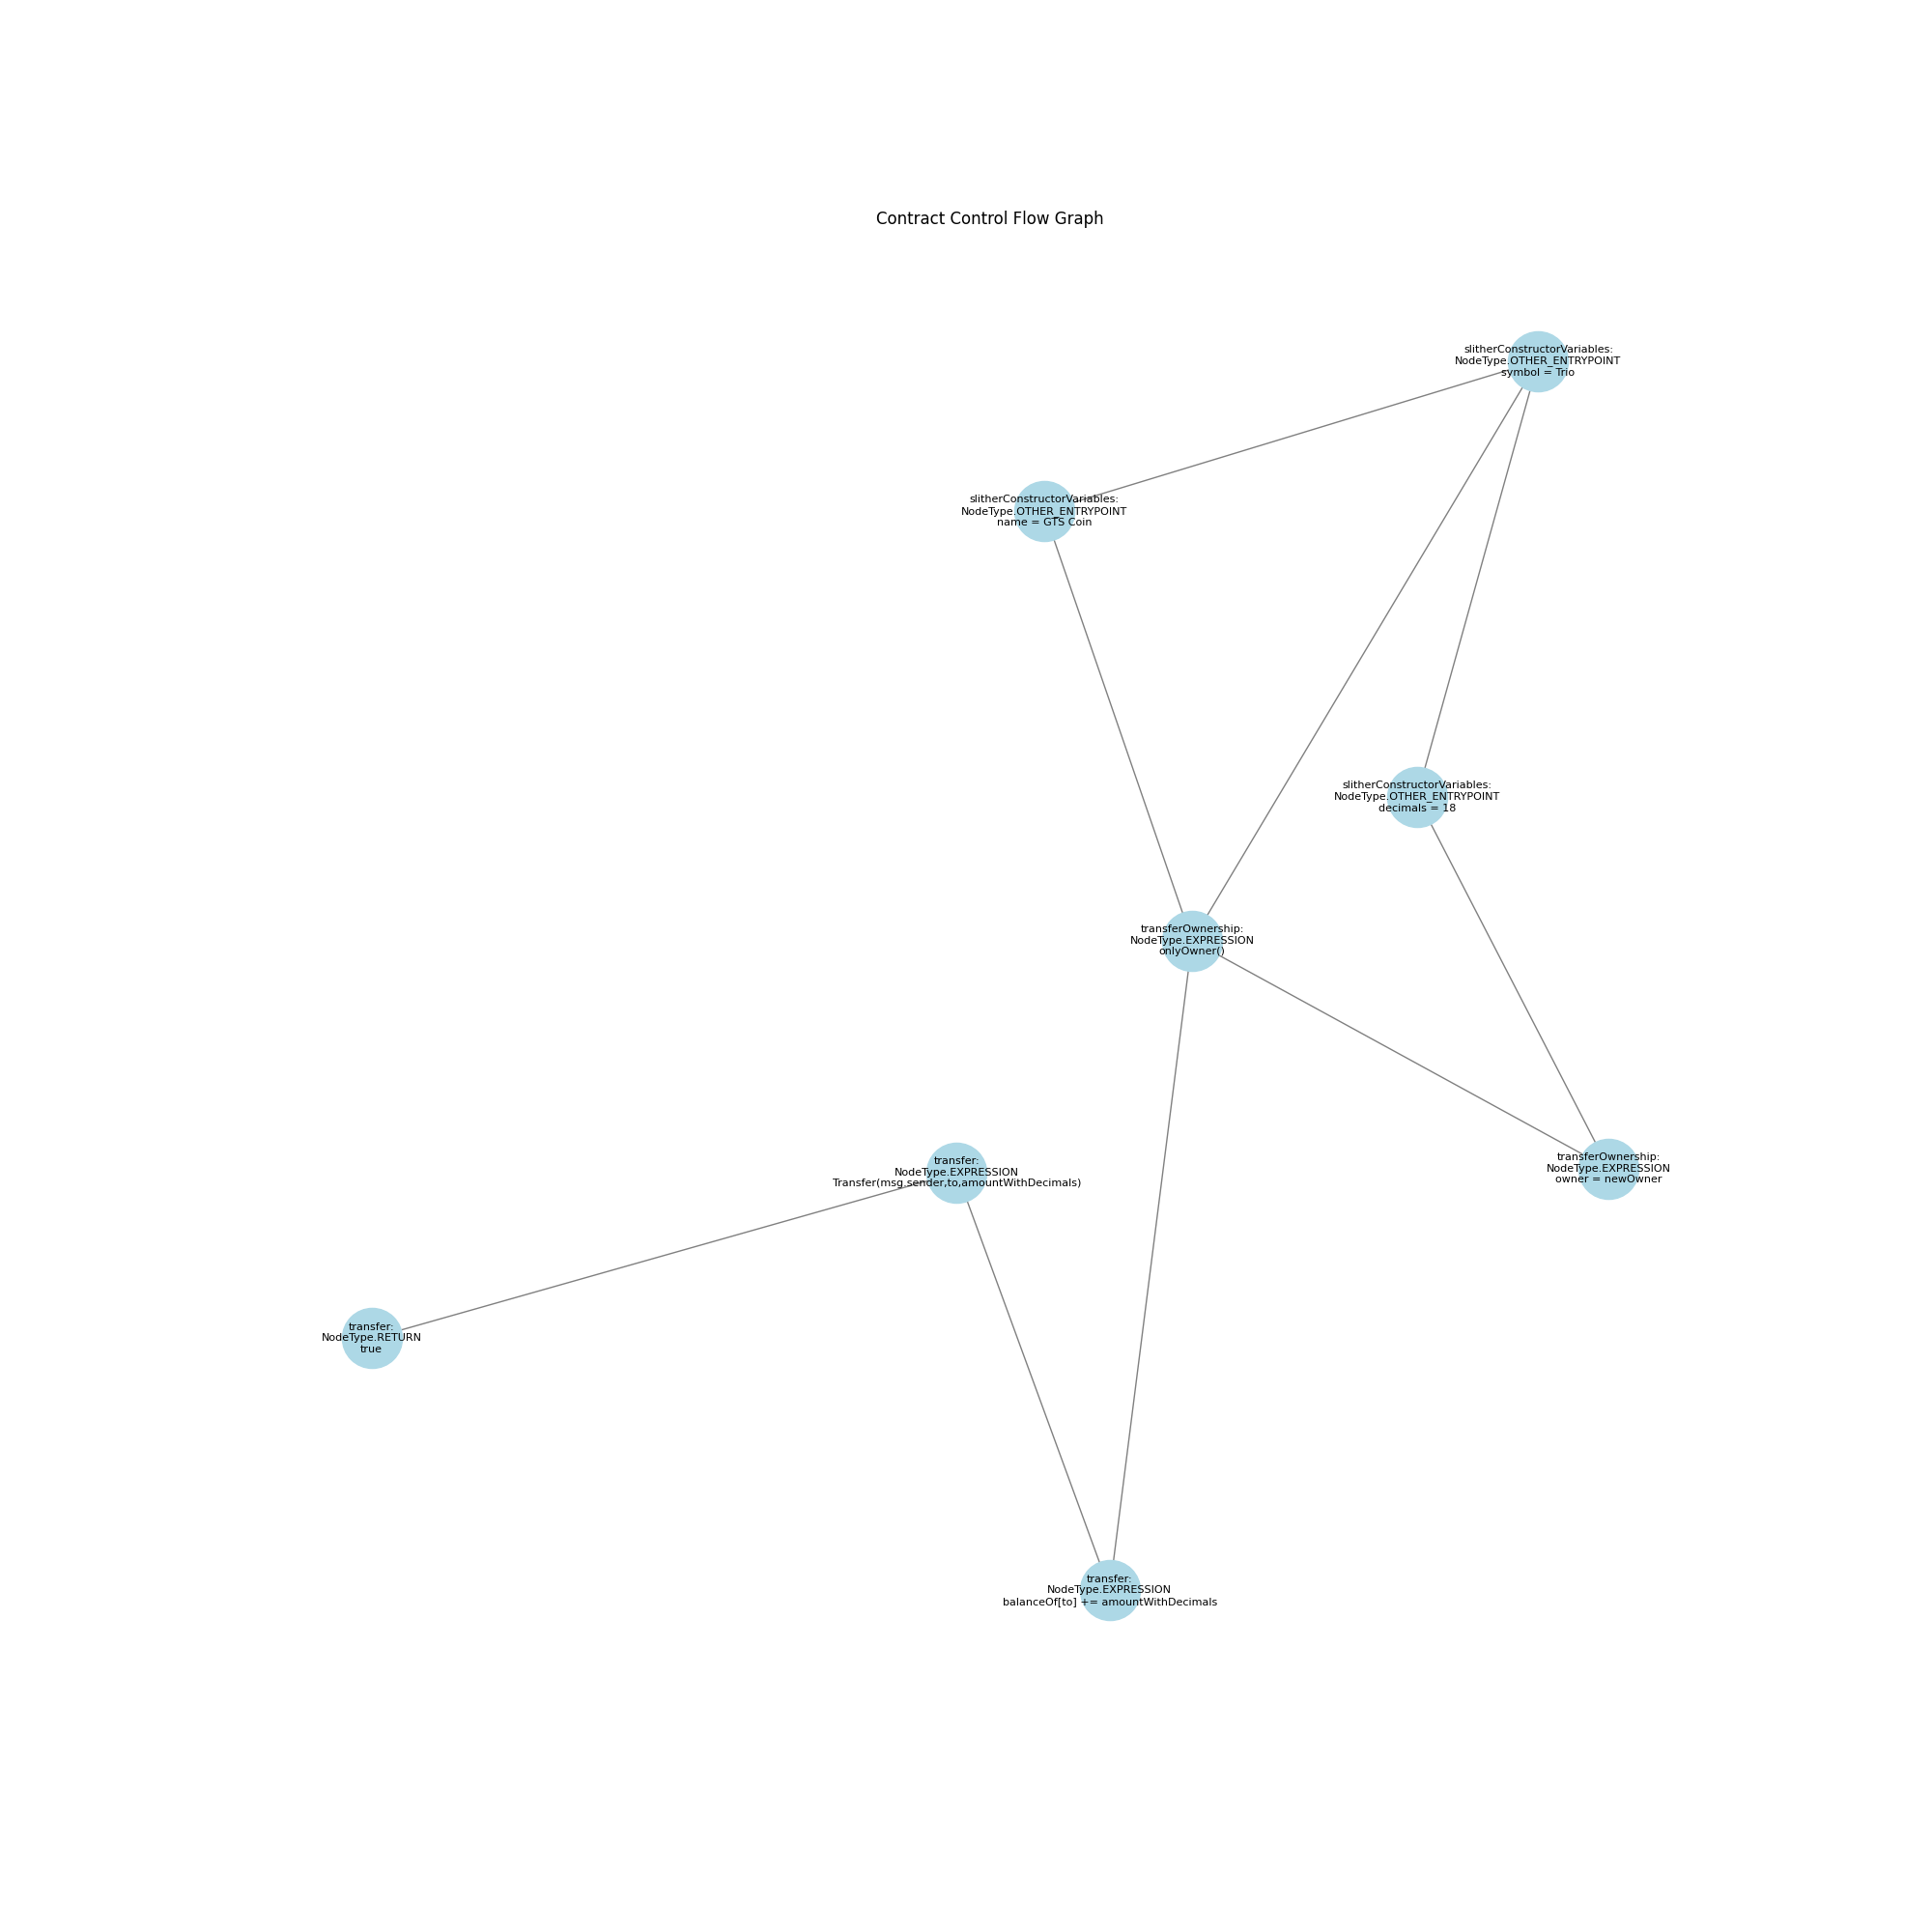 Contract Control Flow Graph
slitherConstructorVariables:
NodeType.OTHER_ENTRYPOINT
symbol = Trio
slitherConstructorVariables:
NodeType.OTHER_ENTRYPOINT
name = GTS Coin
slitherConstructorVariables:
NodeType.OTHER_ENTRYPOINT
decimals = 18
transferOwnership:
NodeType.EXPRESSION
onlyOwner()
transferOwnership:
NodeType.EXPRESSION
owner = newOwner
transfer:
NodeType.EXPRESSION
Transfer(msg.sender,to,amountWithDecimals)
transfer:
NodeType.RETURN
true
transfer:
NodeType.EXPRESSION
balanceOf[to] += amountWithDecimals